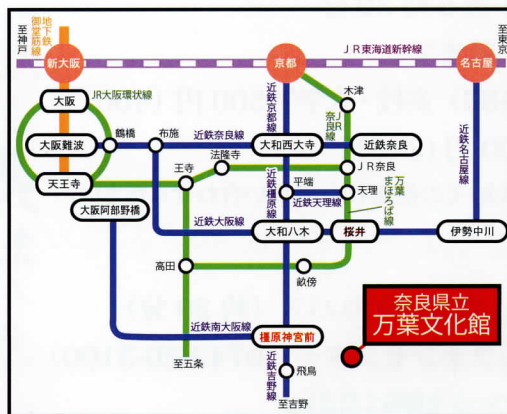 至神戸
地下鉄
御堂筋線
至東京
新大阪
京都
名古屋
JR東海道新幹線
大阪
JR大阪環状線
木津
鶴橋
布施
近鉄京都線
JR
奈良線
近鉄奈良線
大阪難波
大和西大寺
近鉄奈良
法隆寺
王寺
JR奈良
天王寺
平端
天理
近鉄天理線
万葉
まほろば線
近鉄名古屋線
大阪阿部野橋
近鉄橿原線
近鉄大阪線
大和八木
桜井
伊勢中川
高田
畝傍
奈良県立
万葉文化館
近鉄南大阪線
橿原神宮前
至五条
近鉄吉野線
飛鳥
至吉野